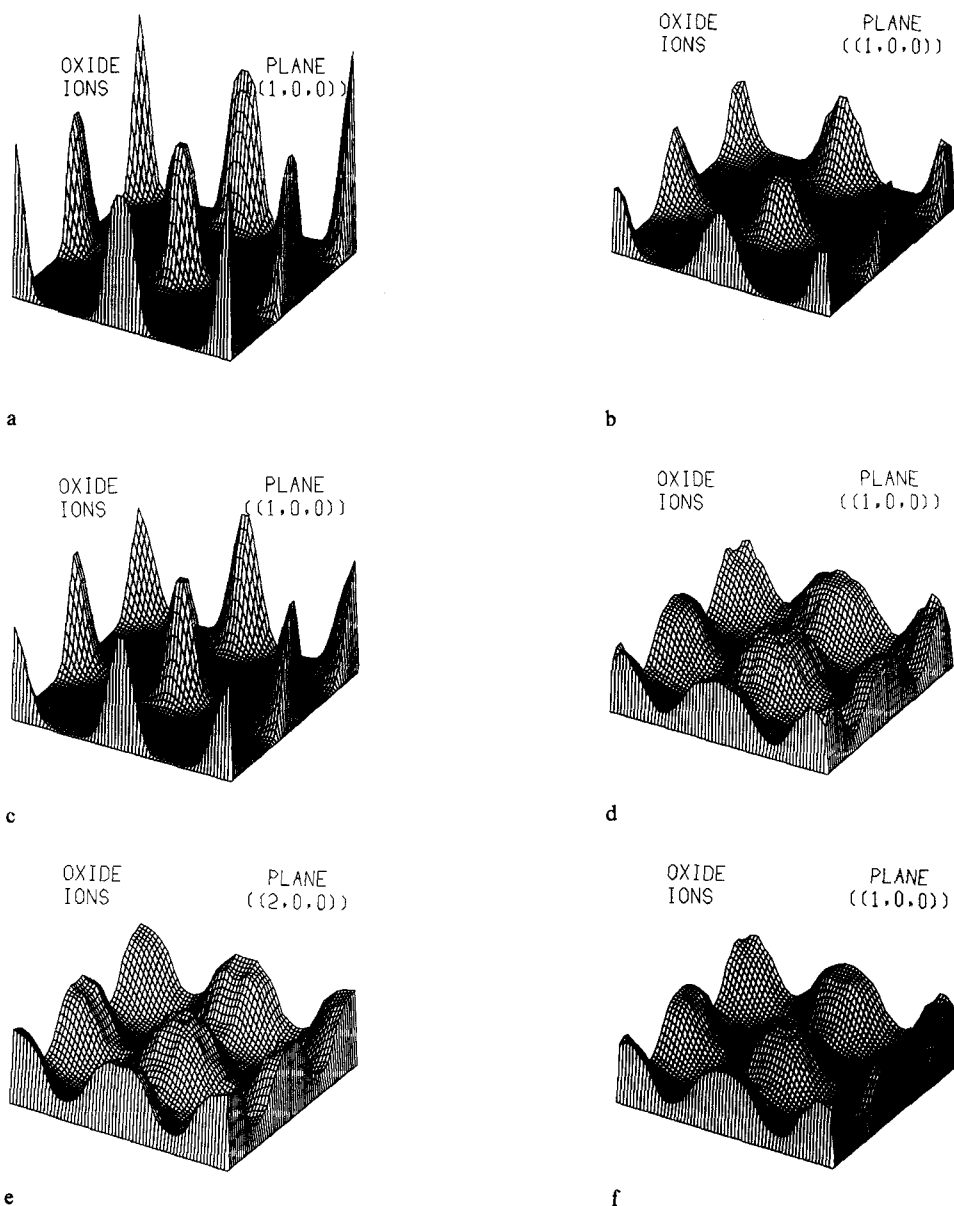 OXIDE IONS
PLANE ((1,0,0))
a
OXIDE IONS
PLANE ((1,0,0))
b
OXIDE IONS
PLANE ((1,0,0))
c
OXIDE IONS
PLANE ((1,0,0))
d
OXIDE IONS
PLANE ((2,0,0))
e
OXIDE IONS
PLANE ((1,0,0))
f